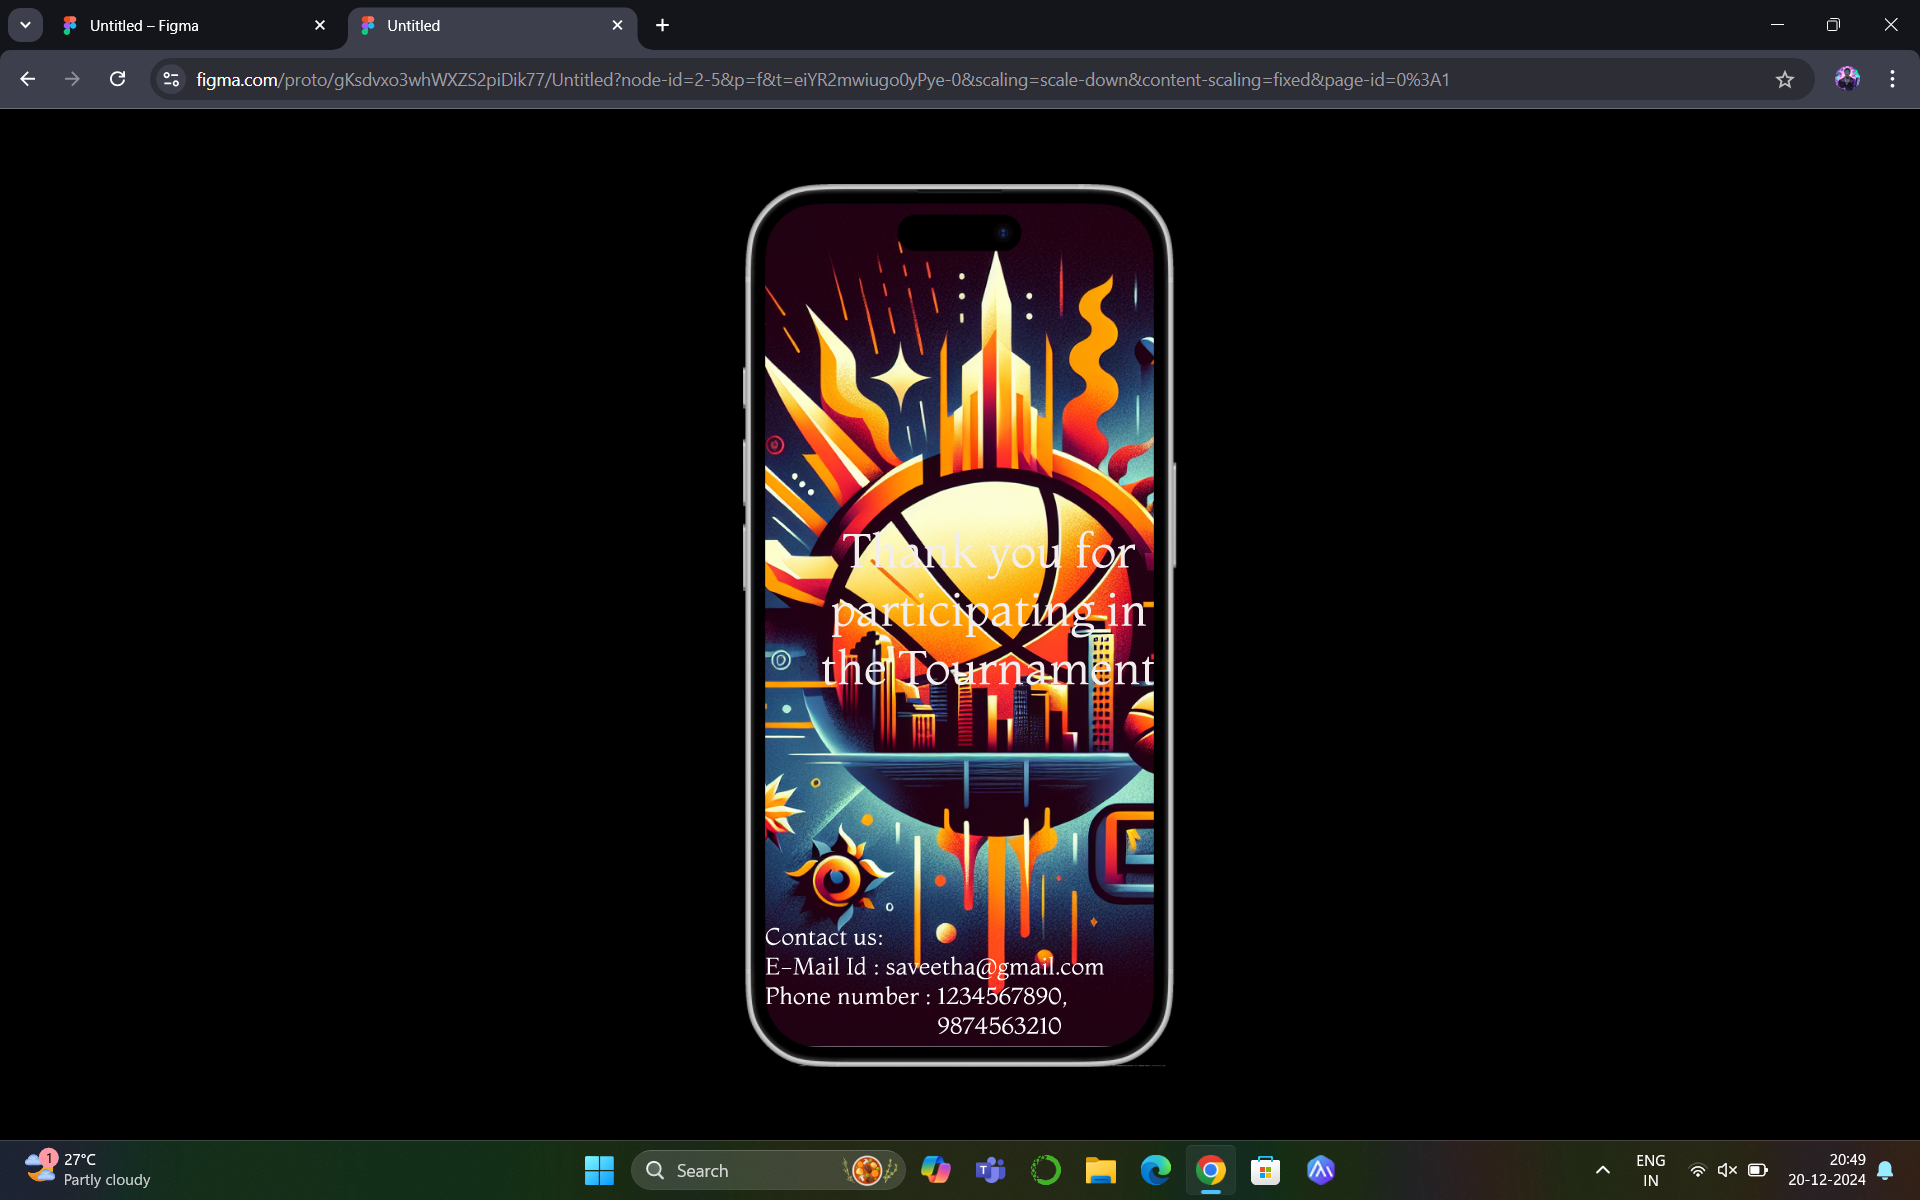 Untitled – Figma
Untitled
figma.com/proto/gKsdvxo3whWXZS2piDik77/Untitled?node-id=2-5&p=f&t=eiYR2mwiugo0yPye-0&scaling=scale-down&content-scaling=fixed&page-id=0%3A1
Thank you for
participating in
the Tournament
Contact us:
E-Mail Id : saveetha@gmail.com
Phone number : 1234567890,
9874563210
1
27°C
Partly cloudy
Search
ENG
IN
20:49
20-12-2024